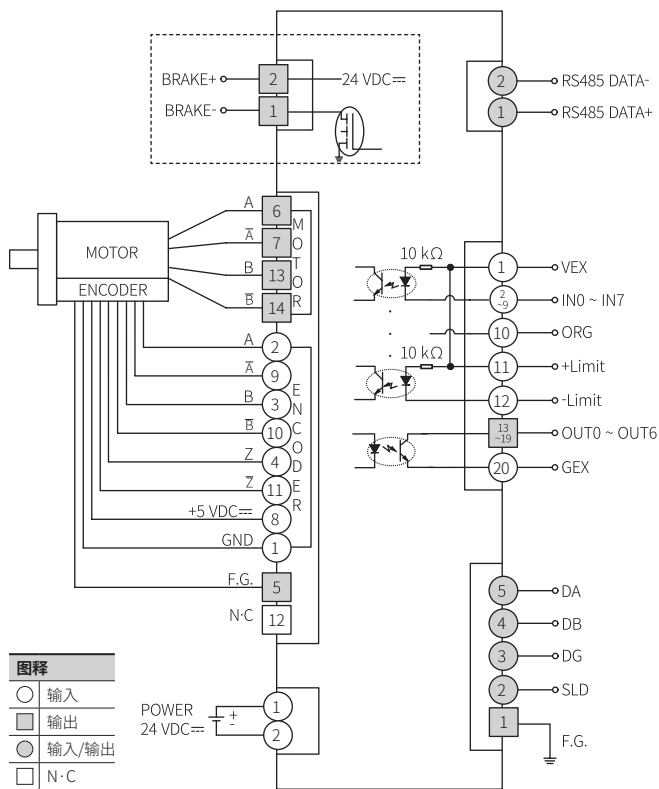 BRAKE+ 2 24 VDC⎓
BRAKE- 1
2 RS485 DATA-
1 RS485 DATA+
MOTOR
ENCODER
MOTOR
A 6
A̅ 7
B 13
B̅ 14
ENCODER
A 2
A̅ 9
B 3
B̅ 10
Z 4
Z̅ 11
+5 VDC⎓ 8
GND 1
F.G. 5
N·C 12
POWER
24 VDC⎓
+
-
1
2
10 kΩ
1 VEX
2
~9
IN0 ~ IN7
10 ORG
10 kΩ
11 +Limit
12 -Limit
13
~19
OUT0 ~ OUT6
20 GEX
5 DA
4 DB
3 DG
2 SLD
1 F.G.
图释
输入
输出
输入/输出
N·C